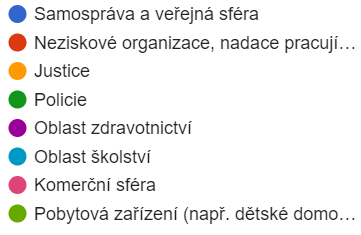 Samospráva a veřejná sféra
Neziskové organizace, nadace pracují…
Justice
Policie
Oblast zdravotnictví
Oblast školství
Komerční sféra
Pobytová zařízení (např. dětské domo…